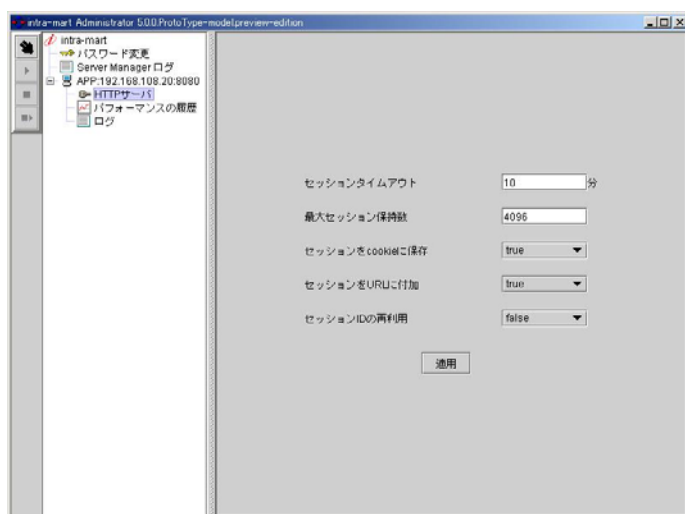 intra-mart Administrator 5.0.0.ProtoType-model.preview-edition
intra-mart
パスワード変更
Server Manager ログ
APP:192.168.108.20:8080
HTTPサーバ
パフォーマンスの履歴
ログ
セッションタイムアウト 10 分
最大セッション保持数 4096
セッションをcookieに保存 true
セッションをURLに付加 true
セッションIDの再利用 false
適用